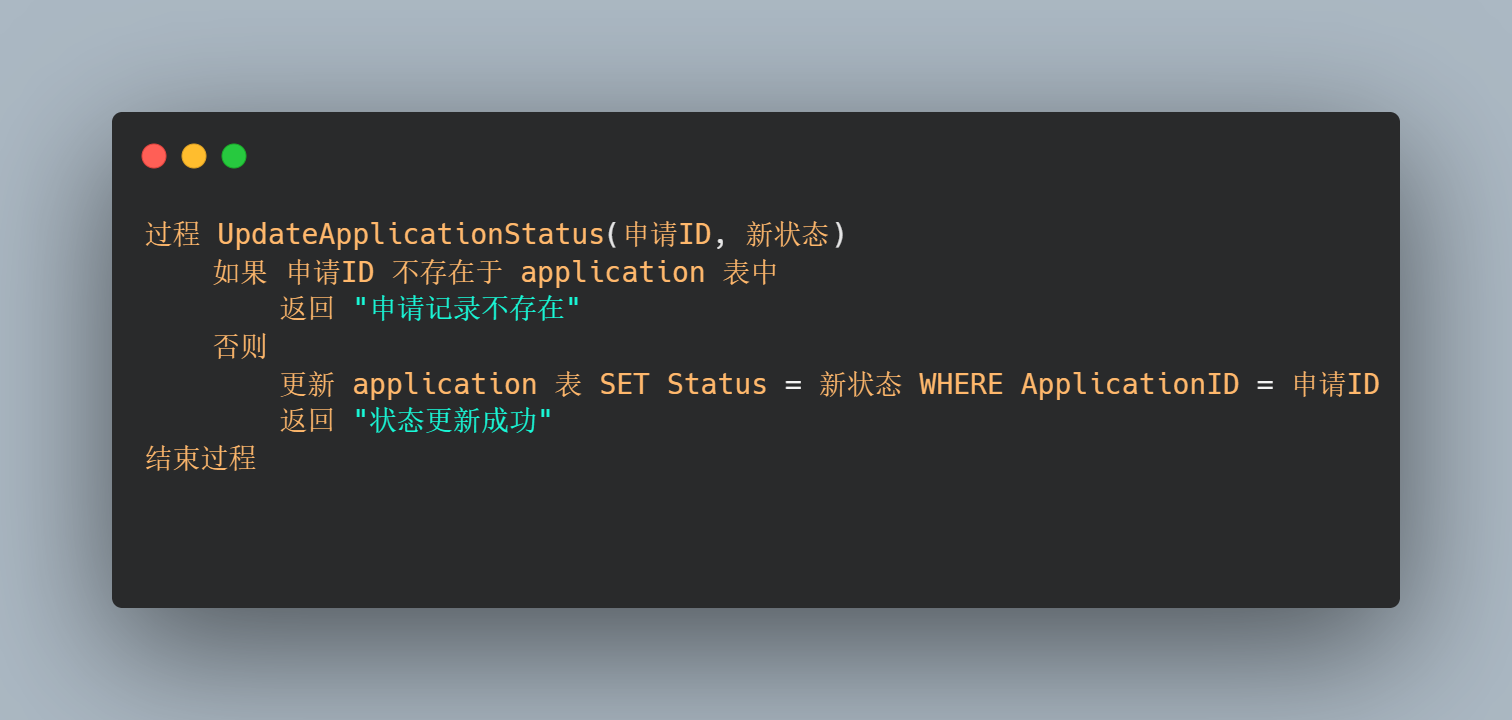 过程 UpdateApplicationStatus(申请ID, 新状态)
    如果 申请ID 不存在于 application 表中
        返回 "申请记录不存在"
    否则
        更新 application 表 SET Status = 新状态 WHERE ApplicationID = 申请ID
        返回 "状态更新成功"
结束过程